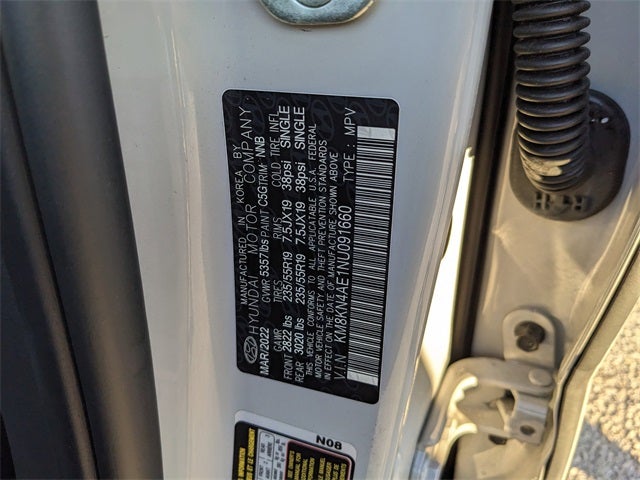 MANUFACTURED IN KOREA BY
HYUNDAI MOTOR COMPANY
MAR/2022 GVWR 5357 lbs PAINT C5G TRIM: NNB
GAWR TIRES RIMS COLD TIRE INFL
FRONT 2822 lbs 235/55R19 7.5JX19 38psi SINGLE
REAR 3020 lbs 235/55R19 7.5JX19 38psi SINGLE
THIS VEHICLE CONFORMS TO ALL APPLICABLE U.S.A. FEDERAL
MOTOR VEHICLE SAFETY AND THEFT PREVENTION STANDARDS
IN EFFECT ON THE DATE OF MANUFACTURE SHOWN ABOVE
V.I.N : KM8KN4AE1NU091660 TYPE : MPV
N08